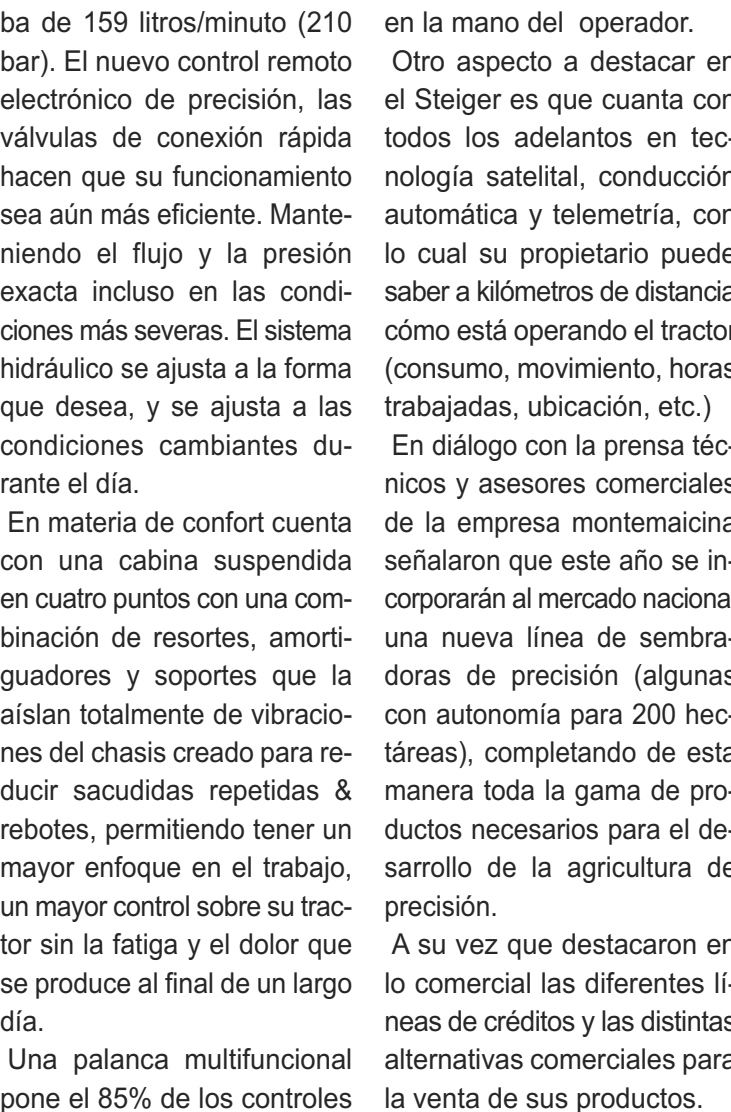 ba de 159 litros/minuto (210
bar). El nuevo control remoto
electrónico de precisión, las
válvulas de conexión rápida
hacen que su funcionamiento
sea aún más eficiente. Mante-
niendo el flujo y la presión
exacta incluso en las condi-
ciones más severas. El sistema
hidráulico se ajusta a la forma
que desea, y se ajusta a las
condiciones cambiantes du-
rante el día.
En materia de confort cuenta
con una cabina suspendida
en cuatro puntos con una com-
binación de resortes, amorti-
guadores y soportes que la
aíslan totalmente de vibracio-
nes del chasis creado para re-
ducir sacudidas repetidas &
rebotes, permitiendo tener un
mayor enfoque en el trabajo,
un mayor control sobre su trac-
tor sin la fatiga y el dolor que
se produce al final de un largo
día.
Una palanca multifuncional
pone el 85% de los controles
en la mano del operador.
Otro aspecto a destacar en
el Steiger es que cuanta con
todos los adelantos en tec-
nología satelital, conducción
automática y telemetría, con
lo cual su propietario puede
saber a kilómetros de distancia
cómo está operando el tractor
(consumo, movimiento, horas
trabajadas, ubicación, etc.)
En diálogo con la prensa téc-
nicos y asesores comerciales
de la empresa montemaicina
señalaron que este año se in-
corporarán al mercado nacional
una nueva línea de sembra-
doras de precisión (algunas
con autonomía para 200 hec-
táreas), completando de esta
manera toda la gama de pro-
ductos necesarios para el de-
sarrollo de la agricultura de
precisión.
A su vez que destacaron en
lo comercial las diferentes lí-
neas de créditos y las distintas
alternativas comerciales para
la venta de sus productos.